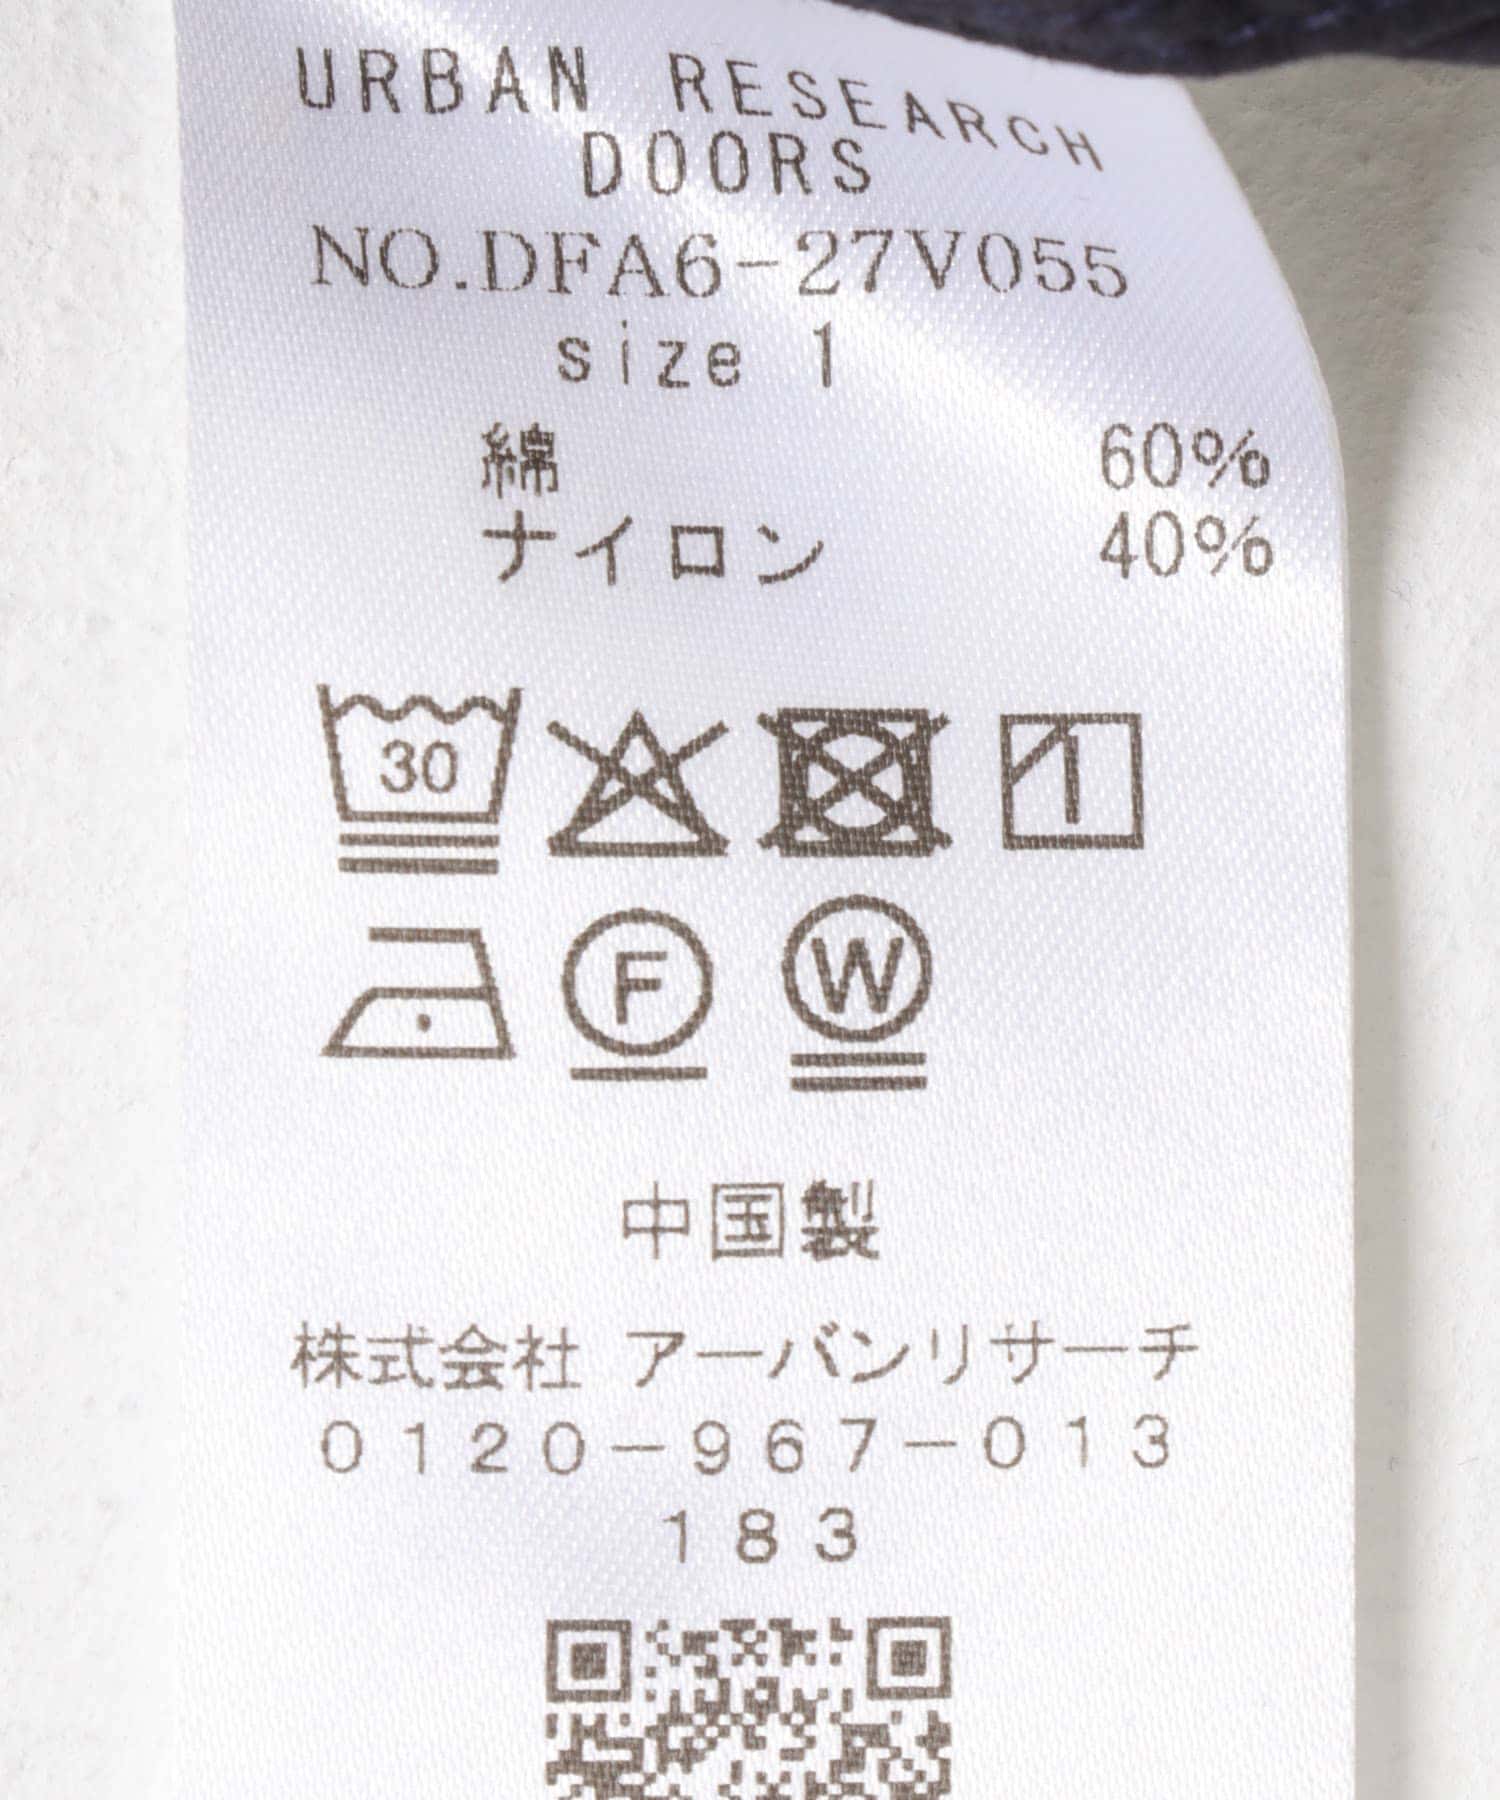 URBAN RESEARCH
DOORS
NO.DFA6-27V055
size 1
綿 60%
ナイロン 40%
30
F W
中国製
株式会社 アーバンリサーチ
0120-967-013
183